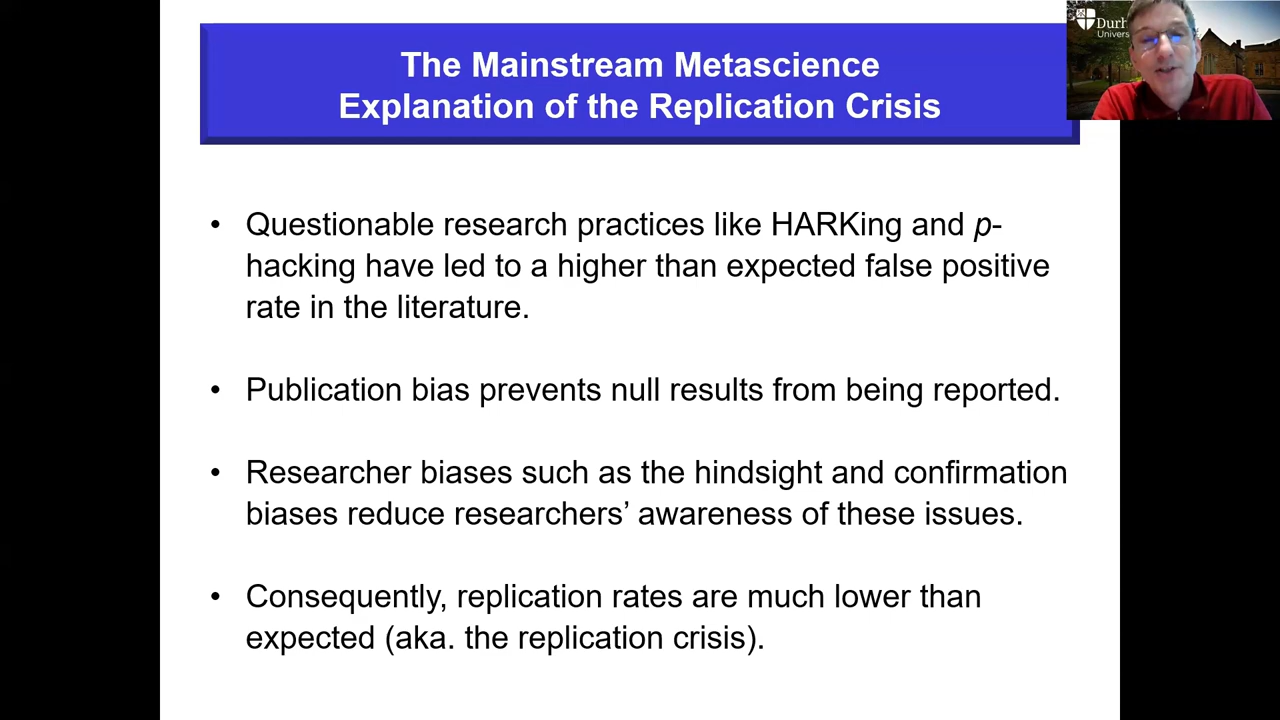 The Mainstream Metascience
Explanation of the Replication Crisis
• Questionable research practices like HARKing and p-
hacking have led to a higher than expected false positive
rate in the literature.
• Publication bias prevents null results from being reported.
• Researcher biases such as the hindsight and confirmation
biases reduce researchers’ awareness of these issues.
• Consequently, replication rates are much lower than
expected (aka. the replication crisis).
Durh
Univers